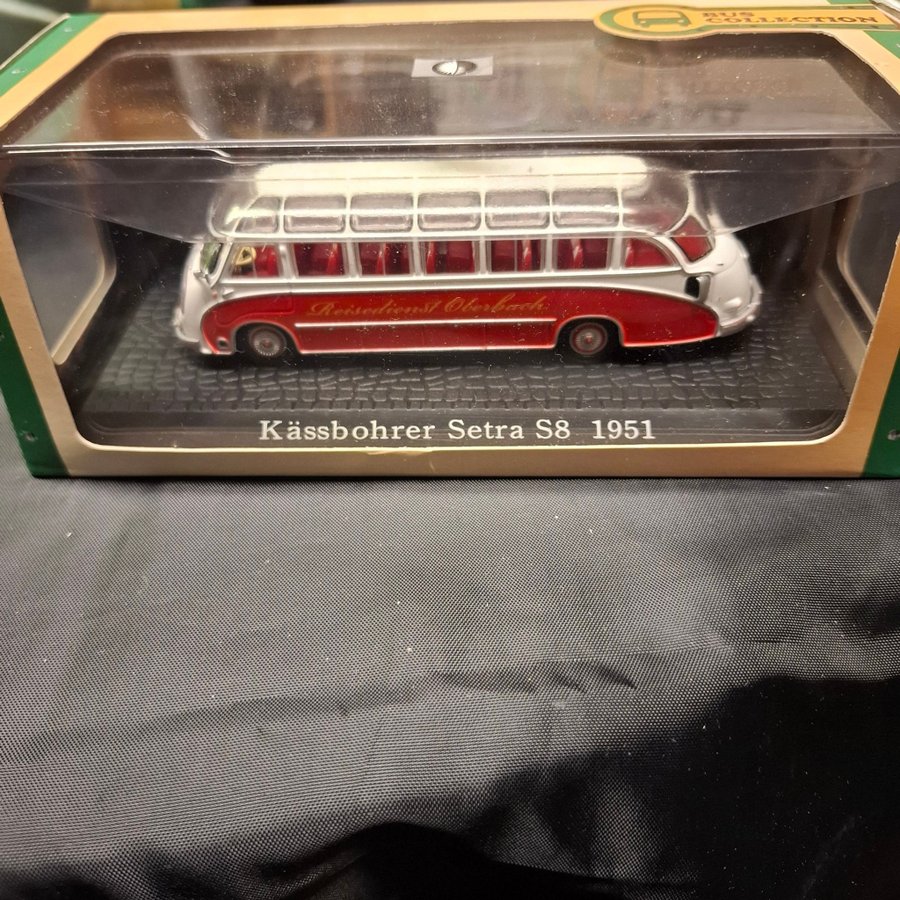 BUS
COLLECTION
Reisedienst Oberbach
Kässbohrer Setra S8 1951